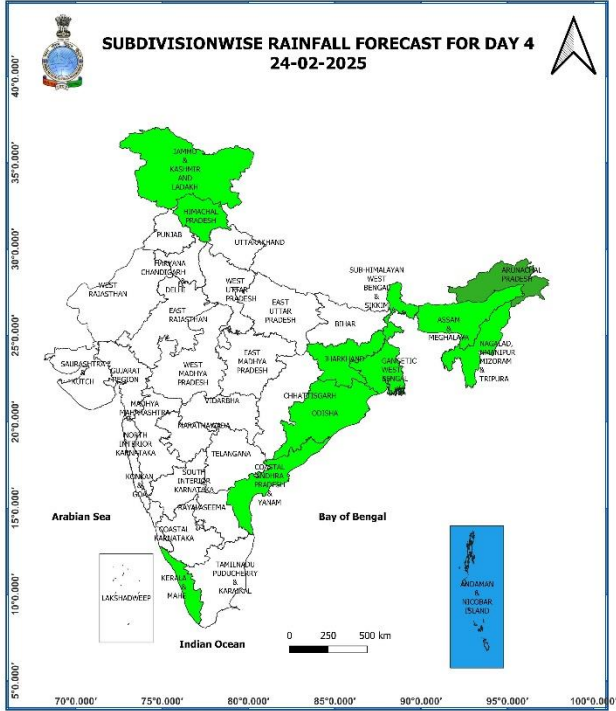 SUBDIVISIONWISE RAINFALL FORECAST FOR DAY 4
24-02-2025
40°0.000'
35°0.000'
30°0.000'
25°0.000'
20°0.000'
15°0.000'
10°0.000'
5°0.000'
JAMMU
&
KASHMIR
AND
LADAKH
HIMACHAL
PRADESH
PUNJAB
UTTARAKHAND
HARYANA
CHANDIGARH
DELHI
WEST
RAJASTHAN
WEST
UTTAR
PRADESH
EAST
RAJASTHAN
EAST
UTTAR
PRADESH
SUB-HIMALAYAN
WEST
BENGAL
&
SIKKIM
ARUNACHAL
PRADESH
BIHAR
ASSAM
&
MEGHALAYA
NAGALAD,
MANIPUR
MIZORAM
&
TRIPURA
SAURASHTRA
&
KUTCH
GUJARAT
REGION
WEST
MADHYA
PRADESH
EAST
MADHYA
PRADESH
JHARKHAND
GANGETIC
WEST
BENGAL
CHHATTISGARH
ODISHA
VIDARBHA
MADHYA
MAHARASHTRA
MARATHAWADA
NORTH
INTERIOR
KARNATAKA
TELANGANA
KONKAN
&
GOA
SOUTH
INTERIOR
KARNATAKA
COASTAL
ANDHRA
PRADESH
&
YANAM
RAYALASEEMA
COASTAL
KARNATAKA
Arabian Sea
Bay of Bengal
TAMILNADU
PUDUCHERRY
&
KARAIKAL
KERALA
&
MAHE
LAKSHADWEEP
ANDAMAN
&
NICOBAR
ISLAND
Indian Ocean
0 250 500 km
70°0.000' 75°0.000' 80°0.000' 85°0.000' 90°0.000' 95°0.000' 100°0.000'